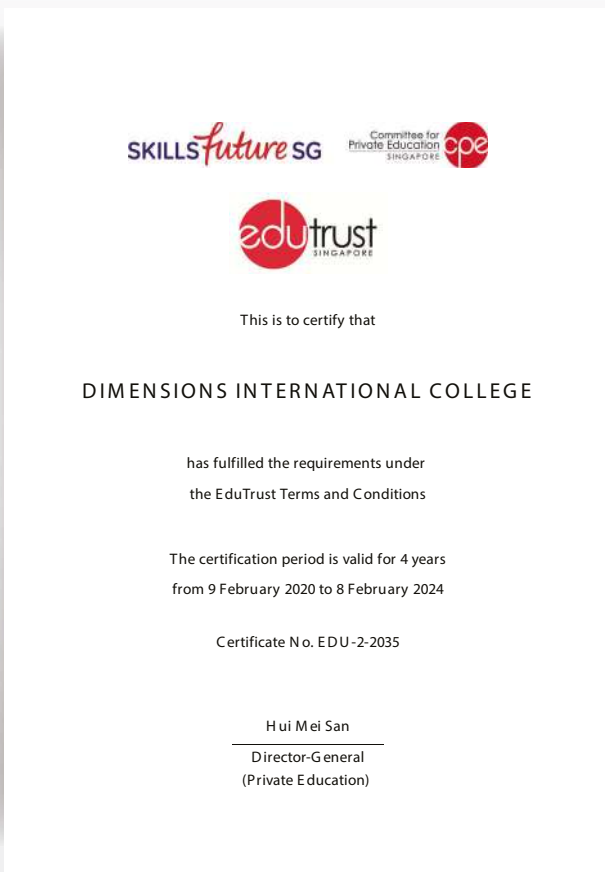 SKILLS future SG
Committee for
Private Education
SINGAPORE
cpe
edutrust
SINGAPORE
This is to certify that
DIMENSIONS INTERNATIONAL COLLEGE
has fulfilled the requirements under
the EduTrust Terms and Conditions
The certification period is valid for 4 years
from 9 February 2020 to 8 February 2024
Certificate No. EDU-2-2035
Hui Mei San
Director-General
(Private Education)